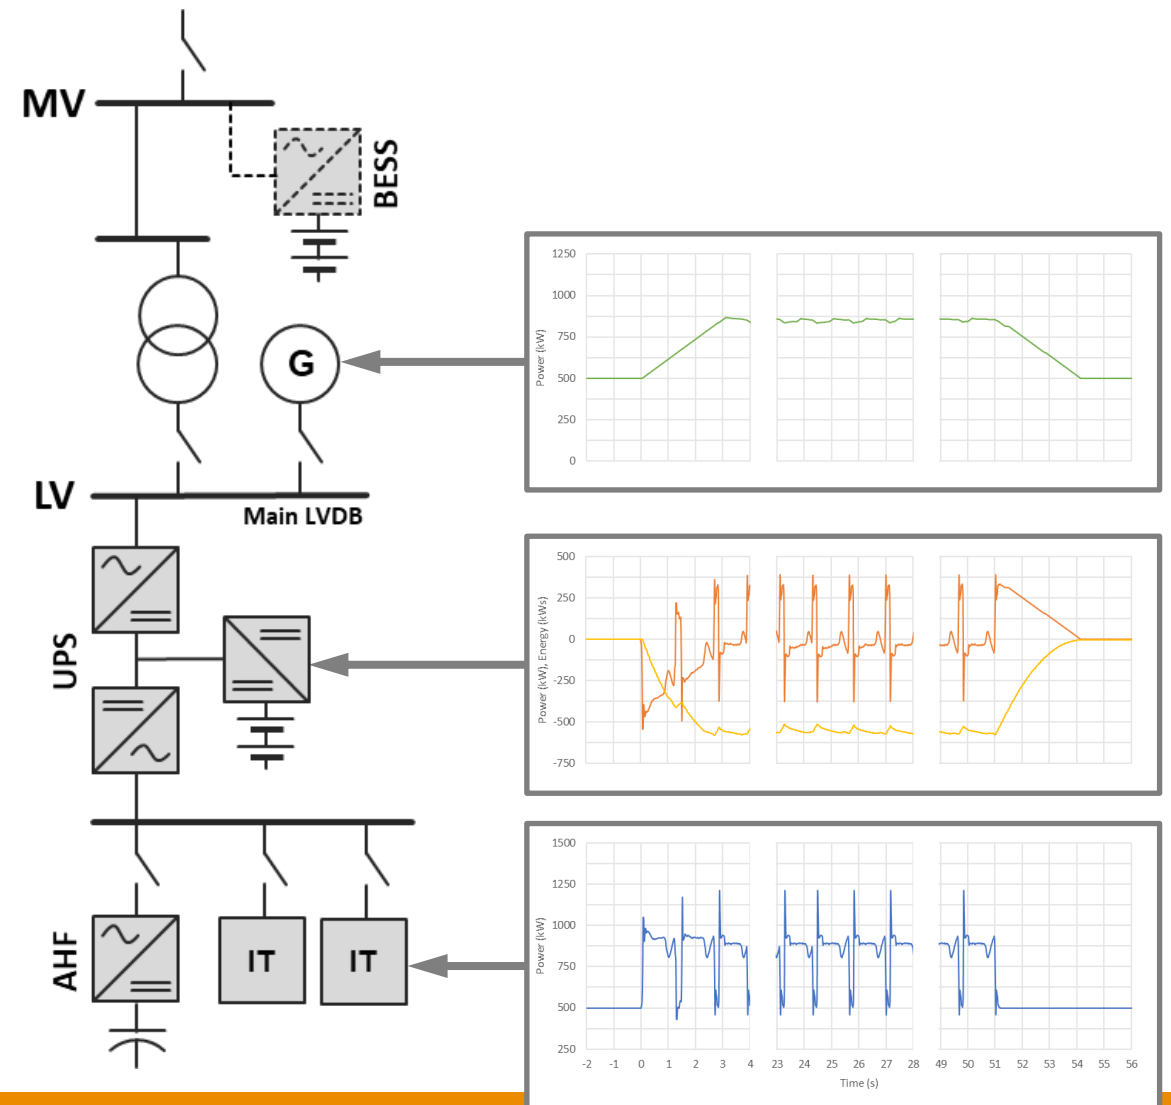 MV
BESS
G
LV
Main LVDB
UPS
AHF
IT
IT
Power (kW)
1250
1000
750
500
250
0
Power (kW), Energy (kWs)
500
250
0
-250
-500
-750
Power (kW)
1500
1250
1000
750
500
250
-2 -1 0 1 2 3 4 23 24 25 26 27 28 49 50 51 52 53 54 55 56
Time (s)